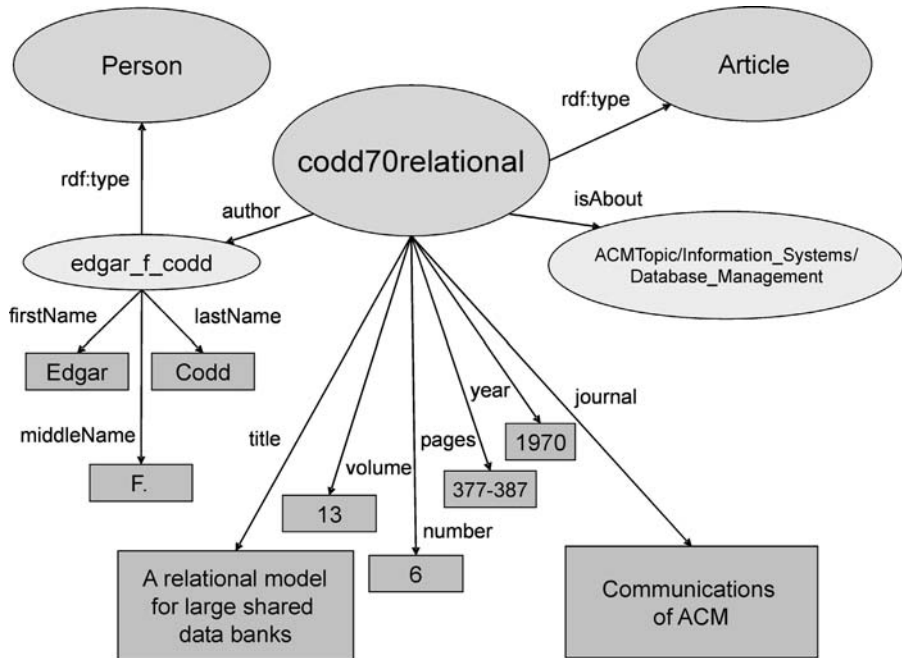 Person
Article
rdf:type
codd70relational
rdf:type
author
isAbout
edgar_f_codd
ACMTopic/Information_Systems/
Database_Management
firstName
lastName
Edgar
Codd
year
journal
middleName
title
pages
1970
F.
volume
377-387
13
number
6
A relational model
for large shared
data banks
Communications
of ACM